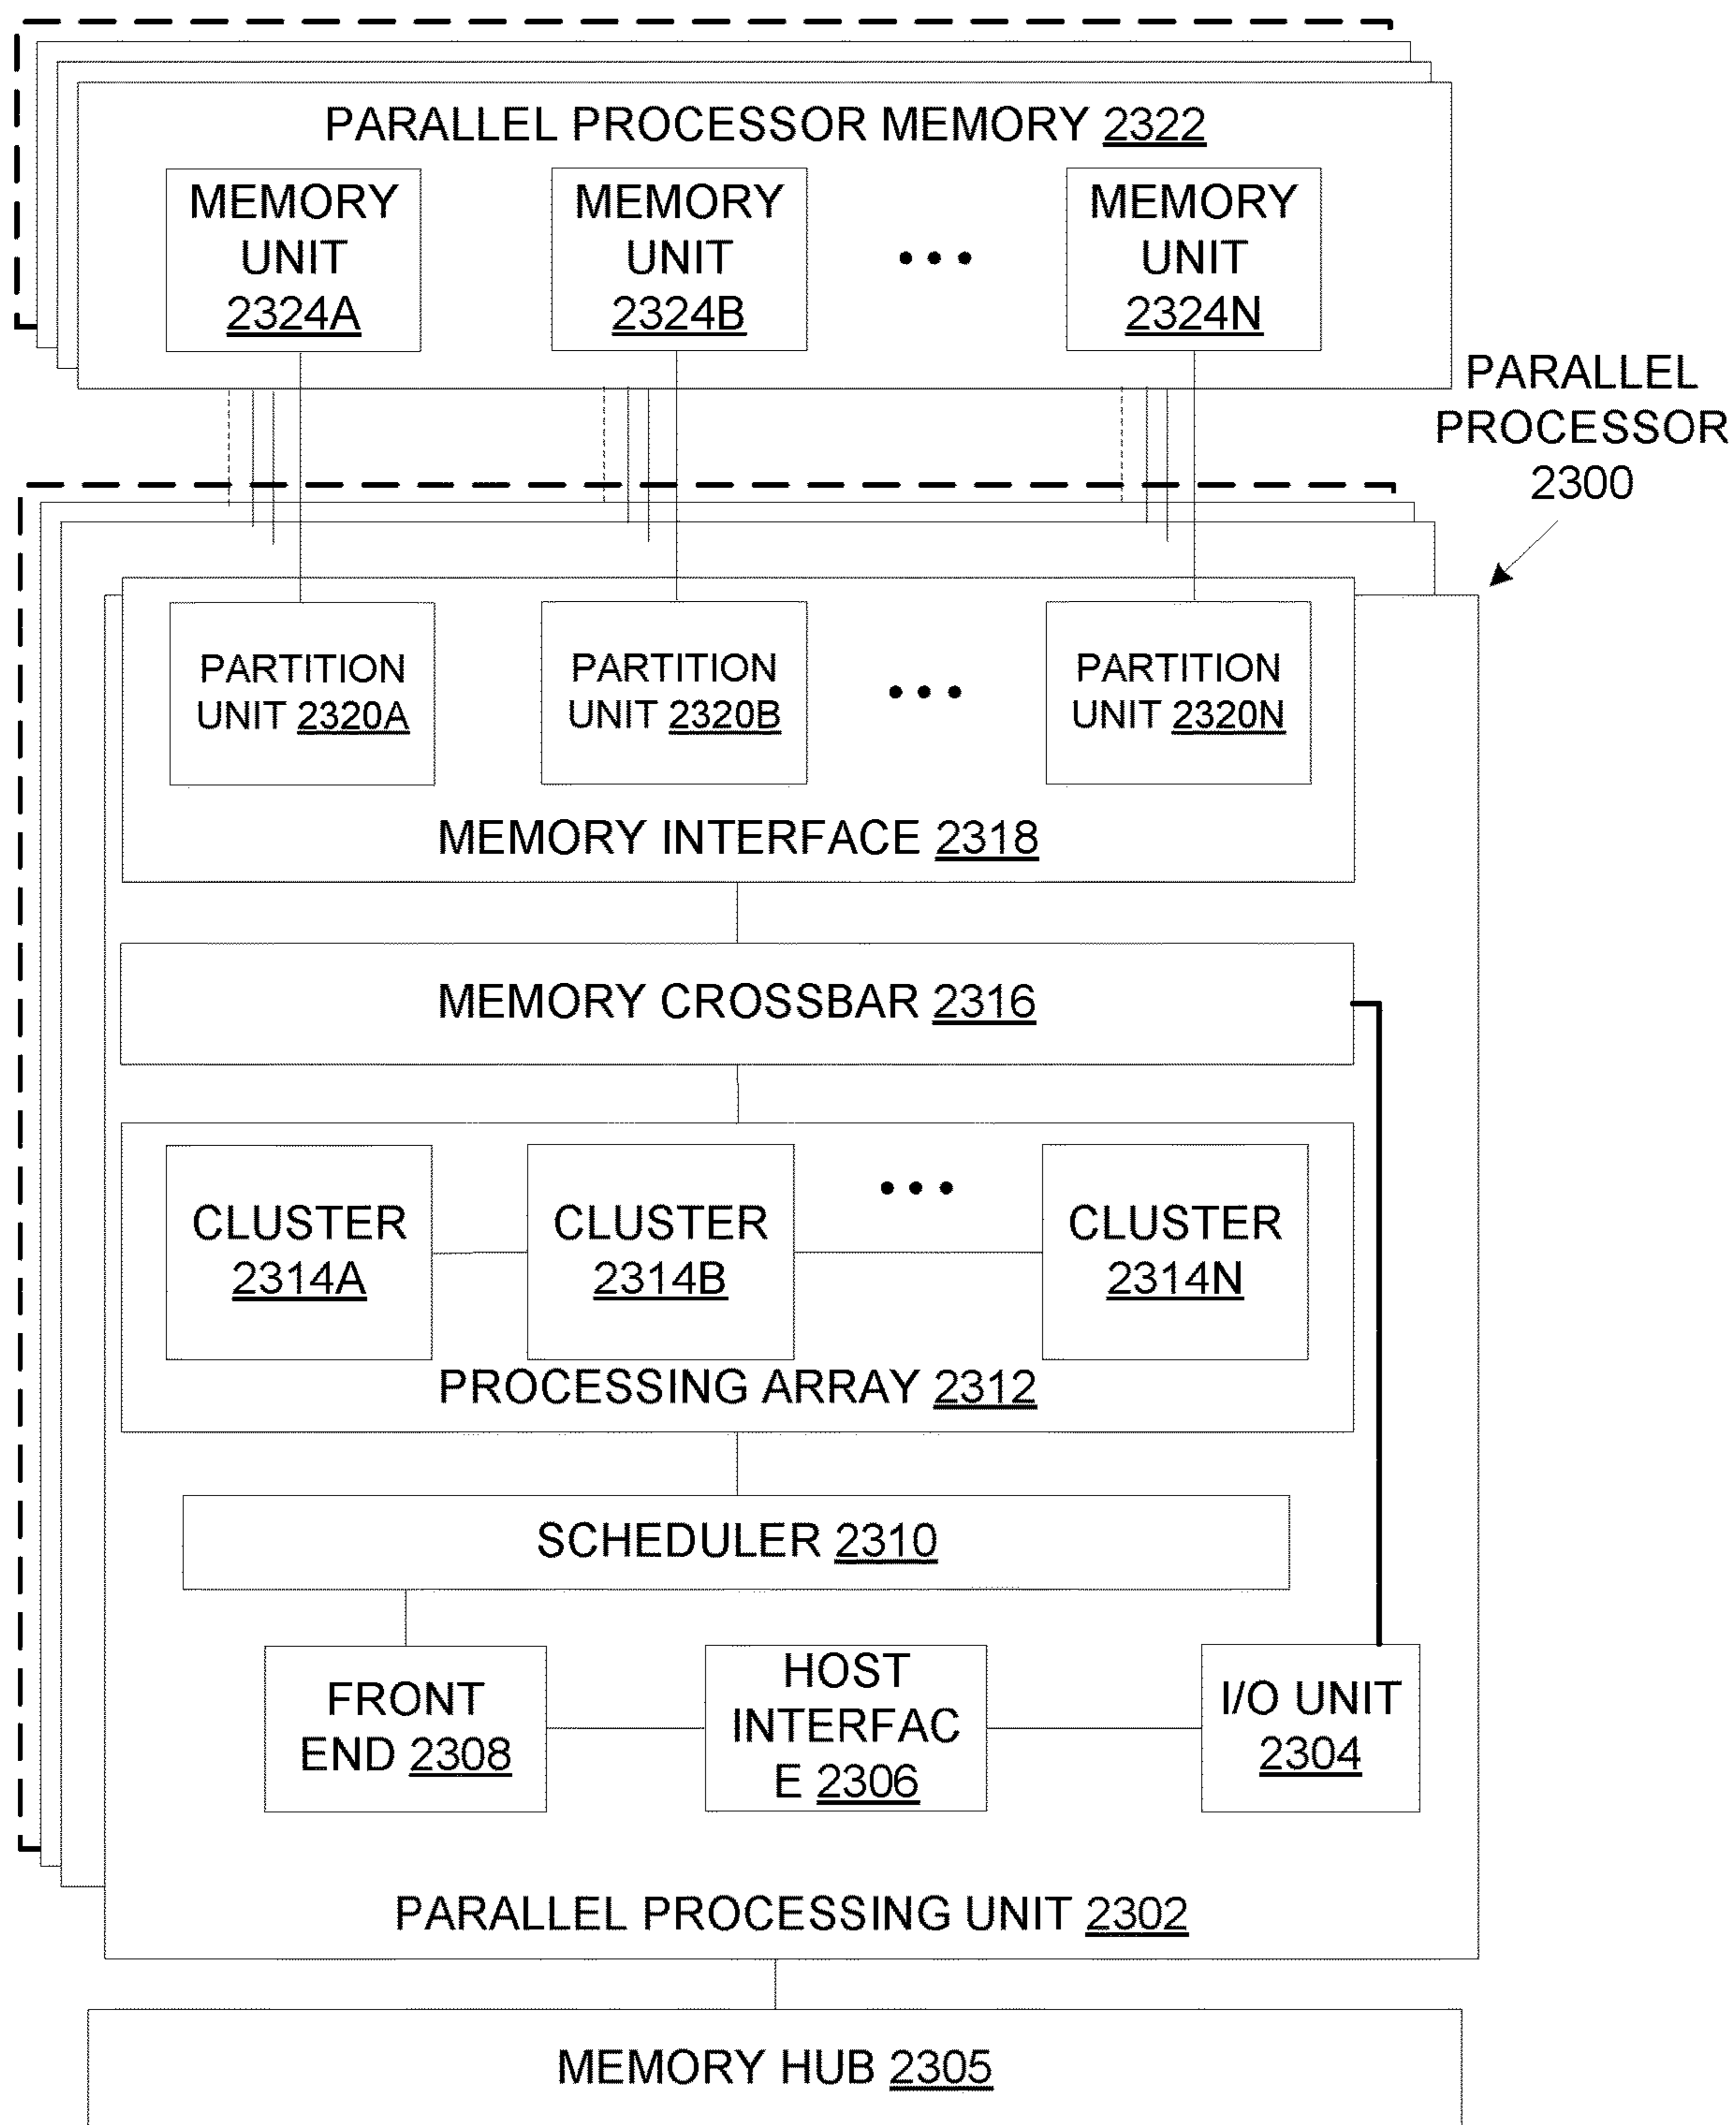 PARALLEL PROCESSOR MEMORY 2322
MEMORY
UNIT
2324A
MEMORY
UNIT
2324B
MEMORY
UNIT
2324N
PARALLEL
PROCESSOR
2300
PARTITION
UNIT 2320A
PARTITION
UNIT 2320B
PARTITION
UNIT 2320N
MEMORY INTERFACE 2318
MEMORY CROSSBAR 2316
CLUSTER
2314A
CLUSTER
2314B
CLUSTER
2314N
PROCESSING ARRAY 2312
SCHEDULER 2310
FRONT
END 2308
HOST
INTERFAC
E 2306
I/O UNIT
2304
PARALLEL PROCESSING UNIT 2302
MEMORY HUB 2305